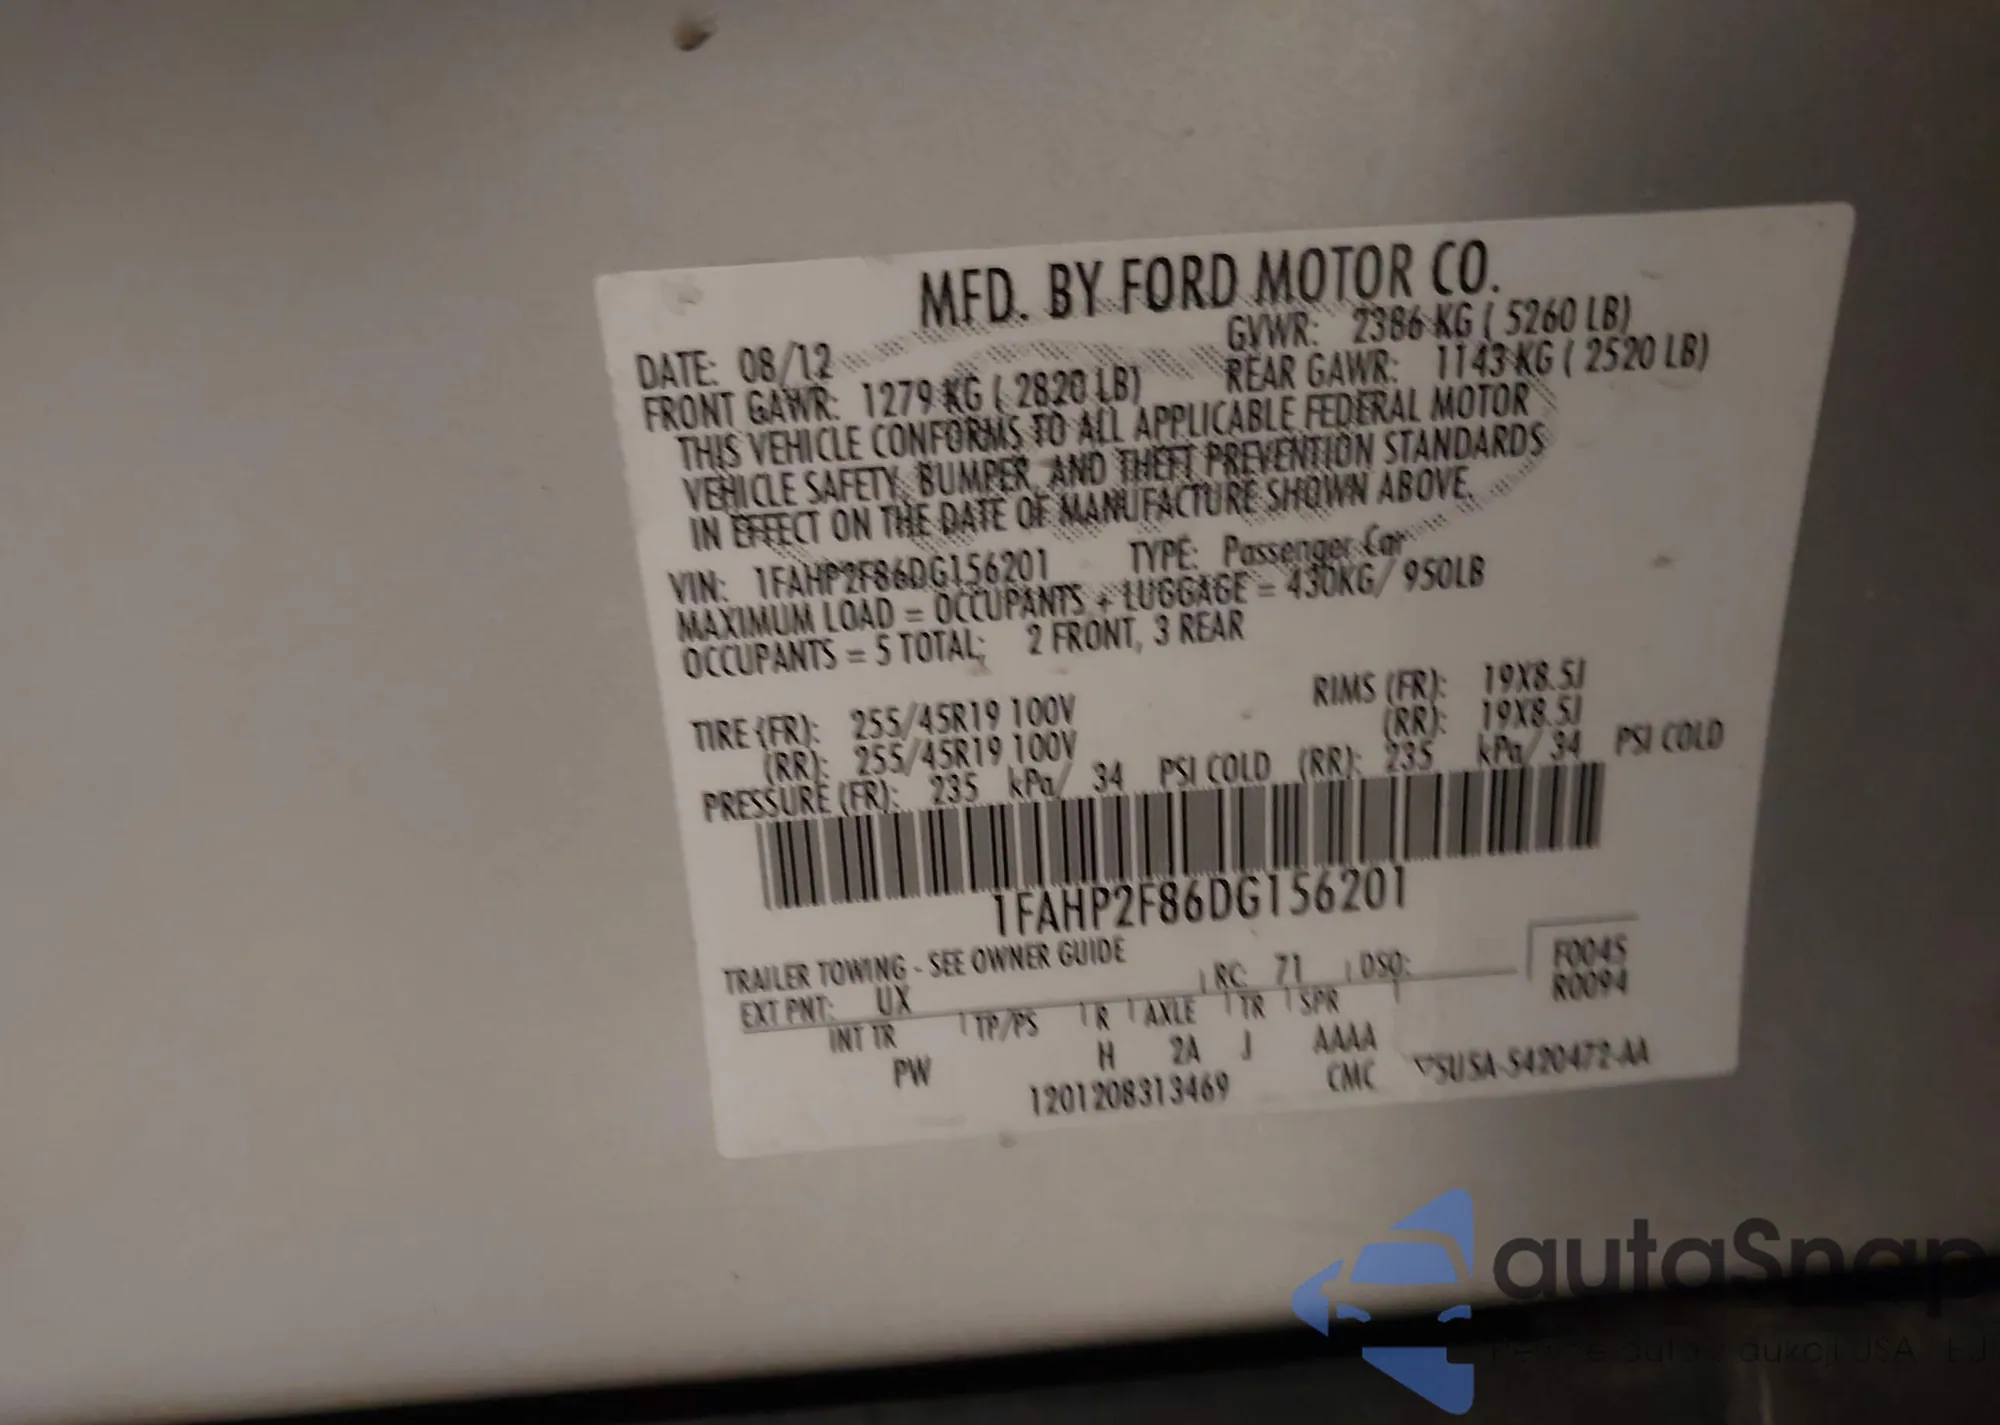 MFD. BY FORD MOTOR CO.
DATE: 08/12 GVWR: 2386 KG ( 5260 LB)
FRONT GAWR: 1279 KG ( 2820 LB) REAR GAWR: 1143 KG ( 2520 LB)
THIS VEHICLE CONFORMS TO ALL APPLICABLE FEDERAL MOTOR
VEHICLE SAFETY, BUMPER, AND THEFT PREVENTION STANDARDS
IN EFFECT ON THE DATE OF MANUFACTURE SHOWN ABOVE.
VIN: 1FAHP2F86DG156201 TYPE: Passenger Car
MAXIMUM LOAD = OCCUPANTS + LUGGAGE = 430KG/ 950LB
OCCUPANTS = 5 TOTAL; 2 FRONT, 3 REAR
TIRE (FR): 255/45R19 100V RIMS (FR): 19X8.5J
(RR): 255/45R19 100V (RR): 19X8.5J
PRESSURE (FR): 235 kPa/ 34 PSI COLD (RR): 235 kPa/ 34 PSI COLD
1FAHP2F86DG156201
TRAILER TOWING - SEE OWNER GUIDE
EXT PNT: UX RC: 71 DSO: F0045
INT TR TP/PS R AXLE TR SPR R0094
PW H 2A J AAAA
1201208313469 CMC 5U5A-5420472-AA
autaSnap
auto aukcji USA